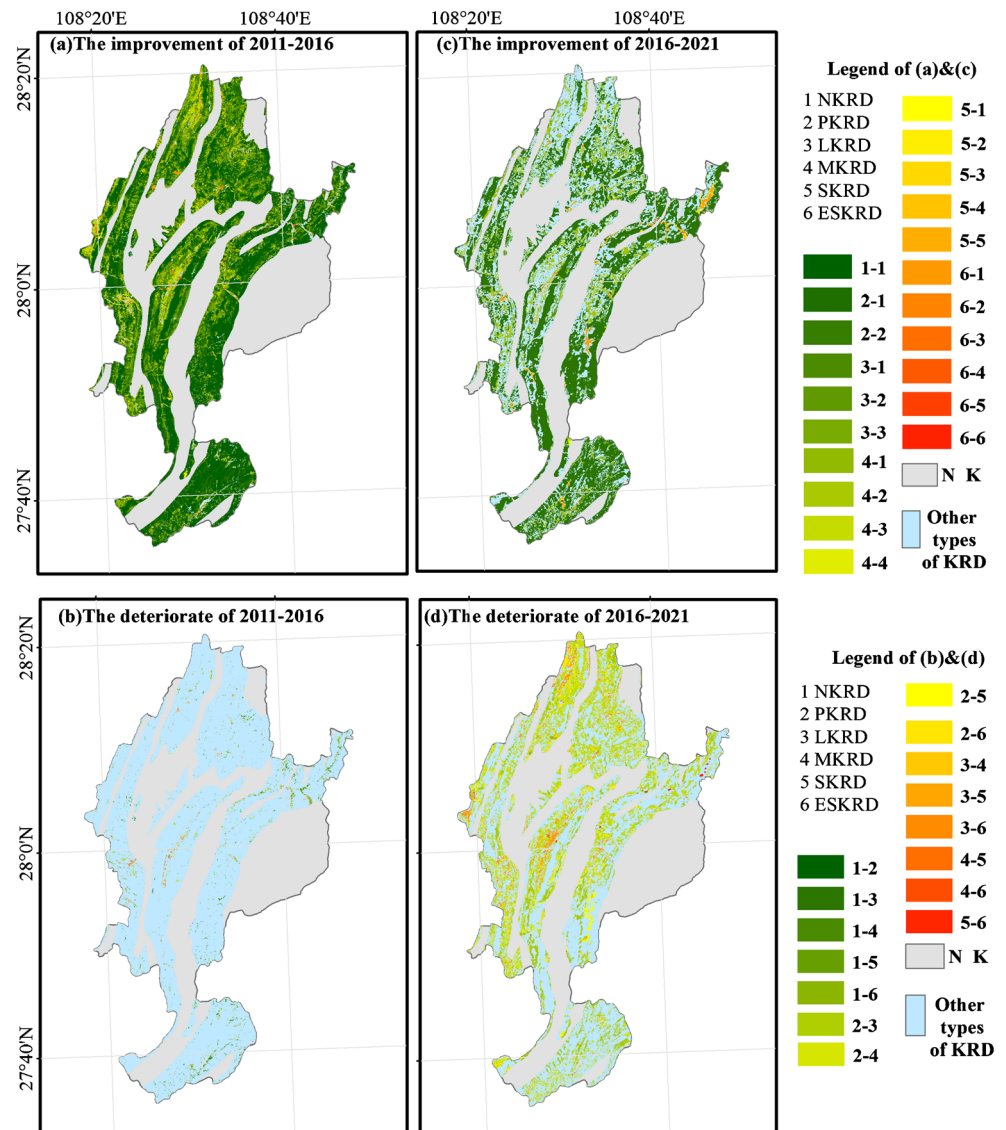 108°20'E
108°40'E
108°20'E
108°40'E
(a)The improvement of 2011-2016
(c)The improvement of 2016-2021
28°20'N
28°0'N
27°40'N
Legend of (a)&(c)
1 NKRD
2 PKRD
3 LKRD
4 MKRD
5 SKRD
6 ESKRD
1-1
2-1
2-2
3-1
3-2
3-3
4-1
4-2
4-3
4-4
5-1
5-2
5-3
5-4
5-5
6-1
6-2
6-3
6-4
6-5
6-6
N K
Other
types
of KRD
(b)The deteriorate of 2011-2016
(d)The deteriorate of 2016-2021
28°20'N
28°0'N
27°40'N
Legend of (b)&(d)
1 NKRD
2 PKRD
3 LKRD
4 MKRD
5 SKRD
6 ESKRD
1-2
1-3
1-4
1-5
1-6
2-3
2-4
2-5
2-6
3-4
3-5
3-6
4-5
4-6
5-6
N K
Other
types
of KRD